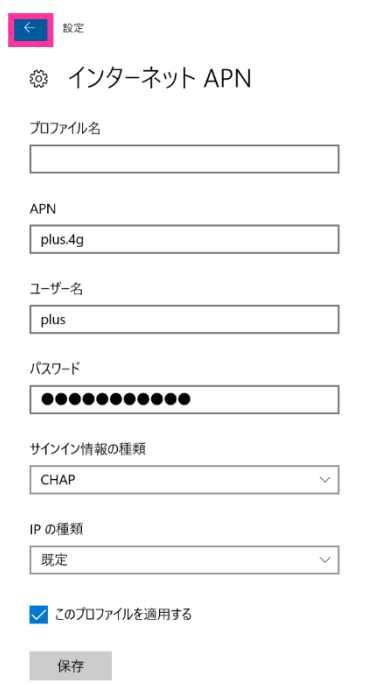 設定
インターネット APN
プロファイル名
APN
plus.4g
ユーザー名
plus
パスワード
●●●●●●●●●●●
サインイン情報の種類
CHAP
IP の種類
既定
このプロファイルを適用する
保存